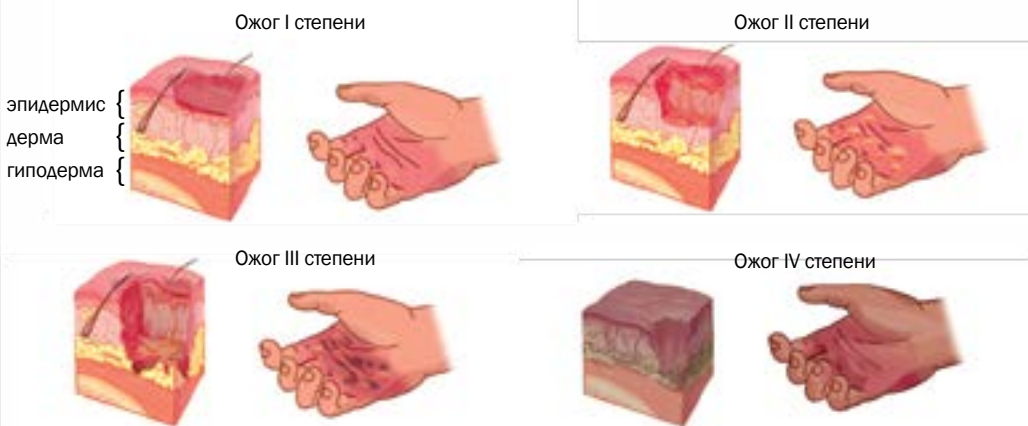 Ожог I степени
Ожог II степени
эпидермис {
дерма {
гиподерма {
Ожог III степени
Ожог IV степени